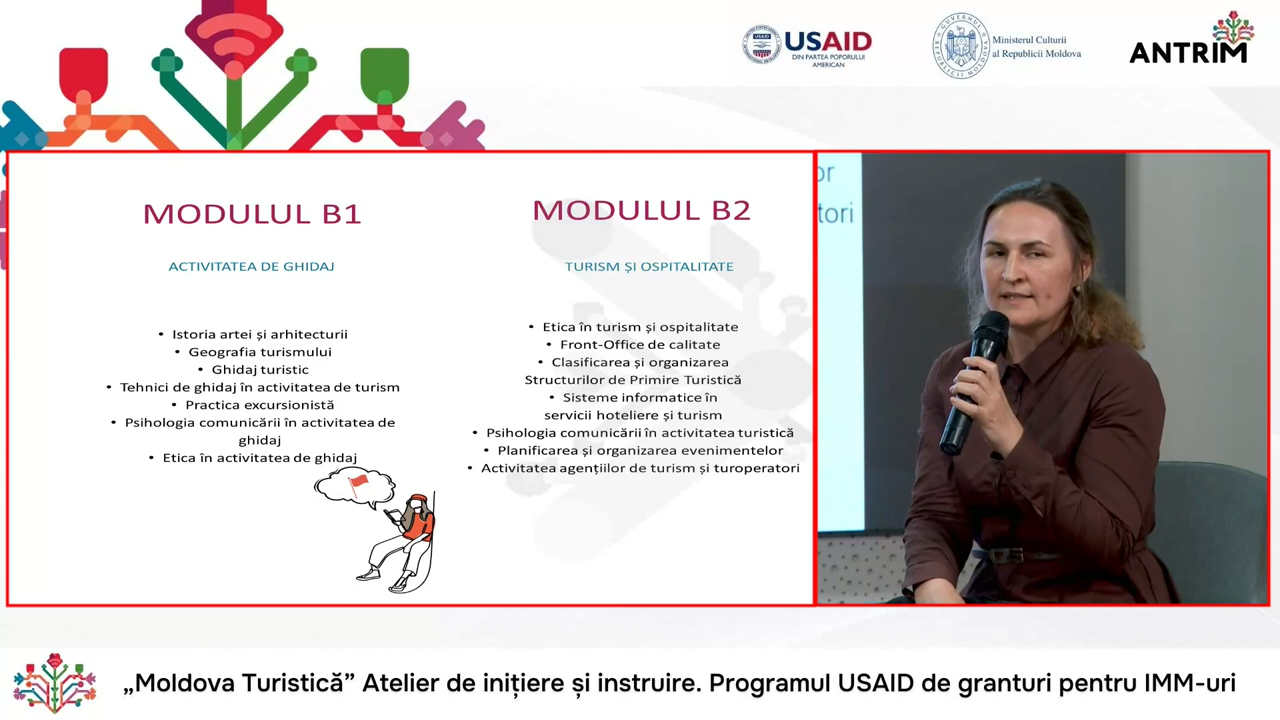 USAID
DIN PARTEA POPORULUI
AMERICAN
Ministerul Culturii
al Republicii Moldova
ANTRIM
MODULUL B1
ACTIVITATEA DE GHIDAJ
• Istoria artei și arhitecturii
• Geografia turismului
• Ghidaj turistic
• Tehnici de ghidaj în activitatea de turism
• Practica excursionistă
• Psihologia comunicării în activitatea de
ghidaj
• Etica în activitatea de ghidaj
MODULUL B2
TURISM ȘI OSPITALITATE
• Etica în turism și ospitalitate
• Front-Office de calitate
• Clasificarea și organizarea
Structurilor de Primire Turistică
• Sisteme informatice în
servicii hoteliere și turism
• Psihologia comunicării în activitatea turistică
• Planificarea și organizarea evenimentelor
• Activitatea agențiilor de turism și turoperatori
or
tori
„Moldova Turistică” Atelier de inițiere și instruire. Programul USAID de granturi pentru IMM-uri